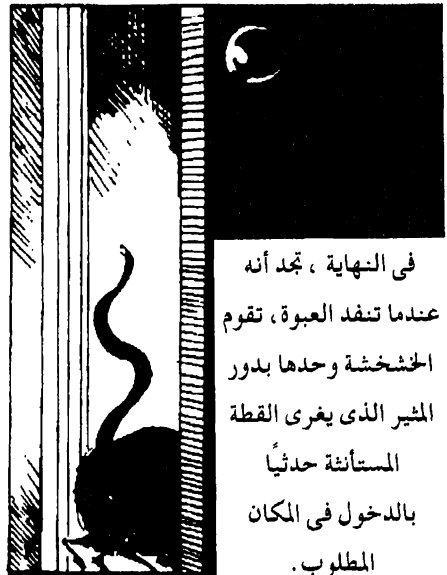 فى النهاية ، تجد أنه
عندما تنفد العبوة، تقوم
الخشخشة وحدها بدور
المثير الذى يغرى القطة
المستأنثة حدثيًا
بالدخول فى المكان
المطلوب .